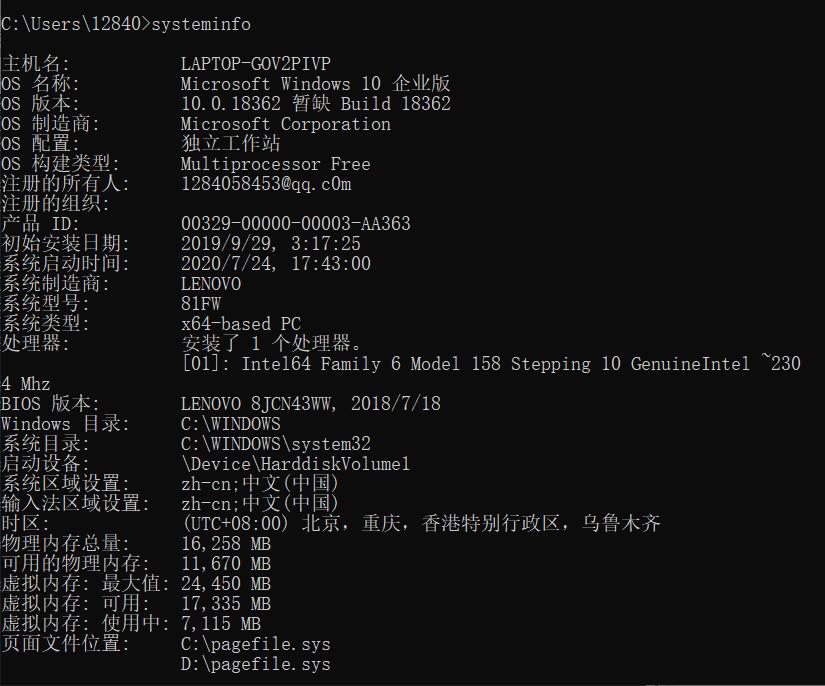 C:\Users\12840>systeminfo
主机名: LAPTOP-GOV2PIVP
OS 名称: Microsoft Windows 10 企业版
OS 版本: 10.0.18362 暂缺 Build 18362
OS 制造商: Microsoft Corporation
OS 配置: 独立工作站
OS 构建类型: Multiprocessor Free
注册的所有人: 1284058453@qq.c0m
注册的组织:
产品 ID: 00329-00000-00003-AA363
初始安装日期: 2019/9/29, 3:17:25
系统启动时间: 2020/7/24, 17:43:00
系统制造商: LENOVO
系统型号: 81FW
系统类型: x64-based PC
处理器: 安装了 1 个处理器。
[01]: Intel64 Family 6 Model 158 Stepping 10 GenuineIntel ~230
4 Mhz
BIOS 版本: LENOVO 8JCN43WW, 2018/7/18
Windows 目录: C:\WINDOWS
系统目录: C:\WINDOWS\system32
启动设备: \Device\HarddiskVolume1
系统区域设置: zh-cn;中文(中国)
输入法区域设置: zh-cn;中文(中国)
时区: (UTC+08:00) 北京，重庆，香港特别行政区，乌鲁木齐
物理内存总量: 16,258 MB
可用的物理内存: 11,670 MB
虚拟内存: 最大值: 24,450 MB
虚拟内存: 可用: 17,335 MB
虚拟内存: 使用中: 7,115 MB
页面文件位置: C:\pagefile.sys
D:\pagefile.sys